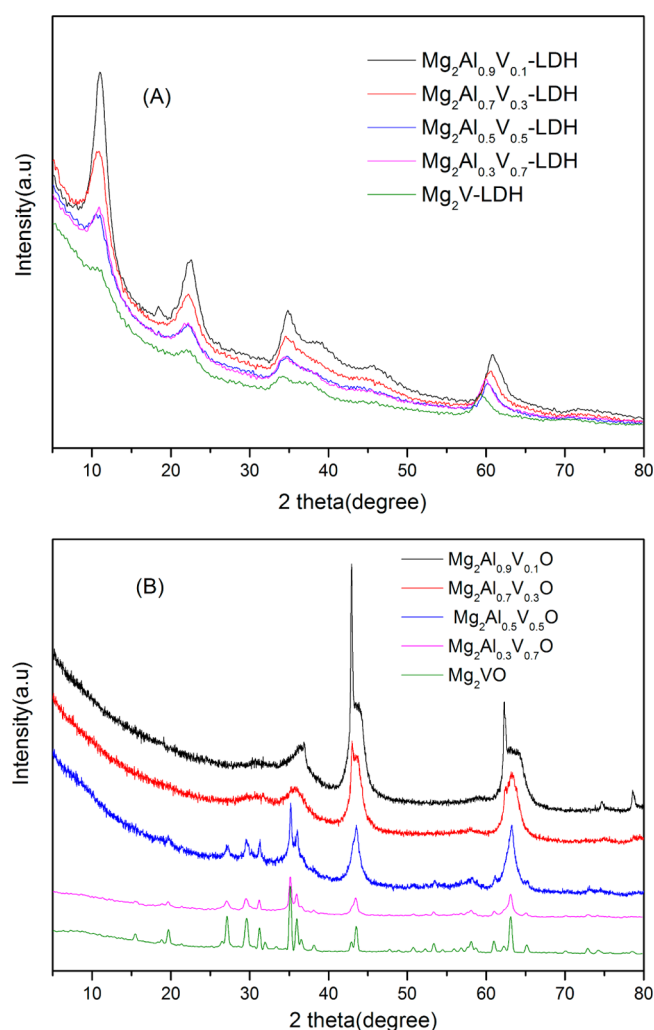 (A)
Mg₂Al₀.₉V₀.₁-LDH
Mg₂Al₀.₇V₀.₃-LDH
Mg₂Al₀.₅V₀.₅-LDH
Mg₂Al₀.₃V₀.₇-LDH
Mg₂V-LDH
Intensity(a.u)
10 20 30 40 50 60 70 80
2 theta(degree)
(B)
Mg₂Al₀.₉V₀.₁O
Mg₂Al₀.₇V₀.₃O
Mg₂Al₀.₅V₀.₅O
Mg₂Al₀.₃V₀.₇O
Mg₂VO
Intensity(a.u)
10 20 30 40 50 60 70 80
2 theta(degree)